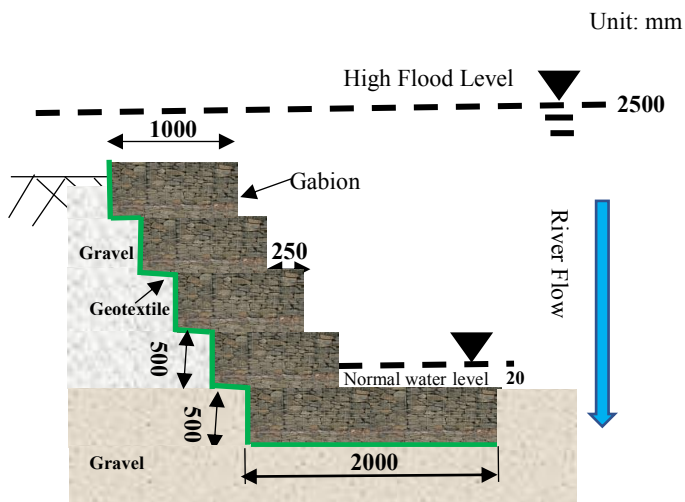 Unit: mm
High Flood Level
2500
1000
Gabion
Gravel
250
River Flow
Geotextile
500
Normal water level
20
500
Gravel
2000